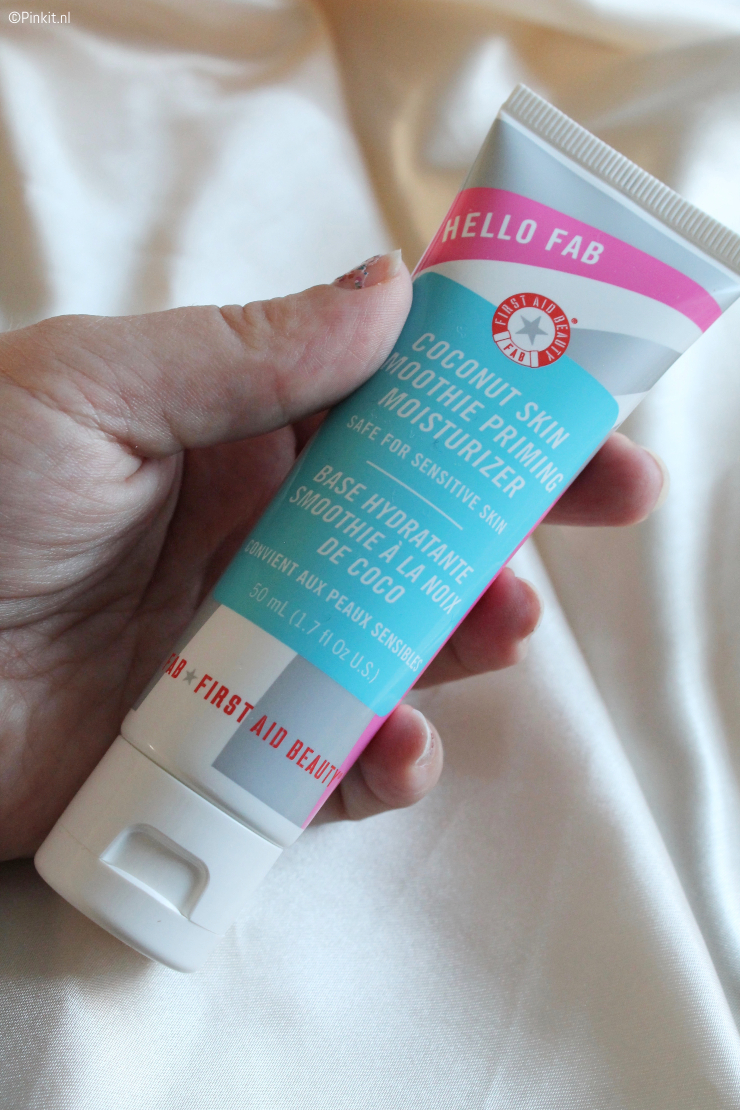 ©Pinkit.nl
HELLO FAB
FIRST AID BEAUTY
FAB
®
COCONUT SKIN
SMOOTHIE PRIMING
MOISTURIZER
SAFE FOR SENSITIVE SKIN
BASE HYDRATANTE
SMOOTHIE À LA NOIX
DE COCO
CONVIENT AUX PEAUX SENSIBLES
50 mL (1.7 fl Oz U.S.)
FAB ★ FIRST AID BEAUTY